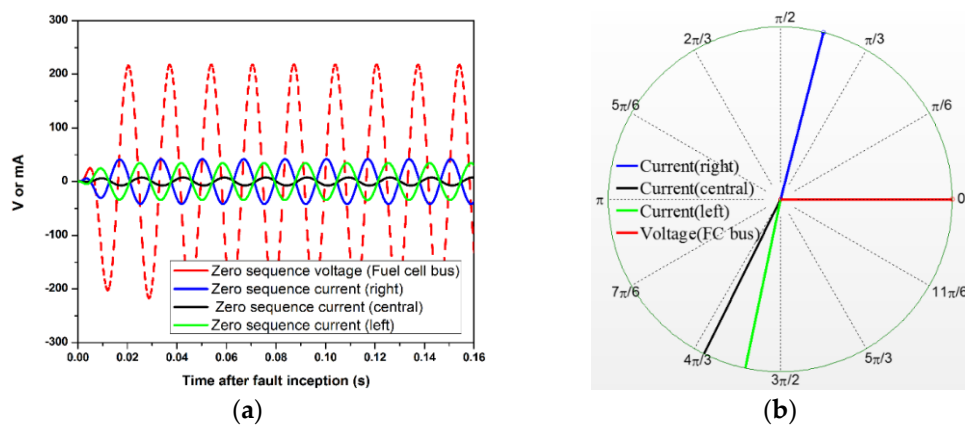 300
200
100
0
-100
-200
-300
V or mA
Zero sequence voltage (Fuel cell bus)
Zero sequence current (right)
Zero sequence current (central)
Zero sequence current (left)
0.00 0.02 0.04 0.06 0.08 0.10 0.12 0.14 0.16
Time after fault inception (s)
(a)
π/2
2π/3 π/3
5π/6 π/6
Current(right)
Current(central)
π 0
Current(left)
Voltage(FC bus)
7π/6 11π/6
4π/3 5π/3
3π/2
(b)